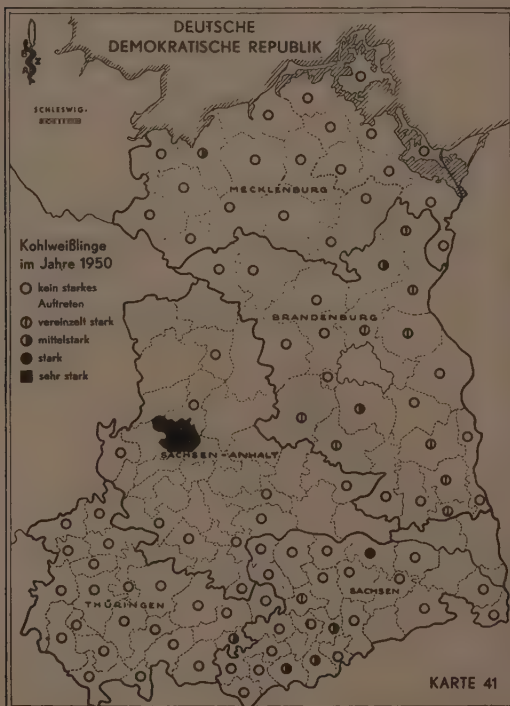 DEUTSCHE
DEMOKRATISCHE REPUBLIK
SCHLESWIG-
MECKLENBURG
Kohlweißlinge
im Jahre 1950
kein starkes
Auftreten
vereinzelt stark
mittelstark
stark
sehr stark
BRANDENBURG
SACHSEN-ANHALT
THÜRINGEN
SACHSEN
KARTE 41